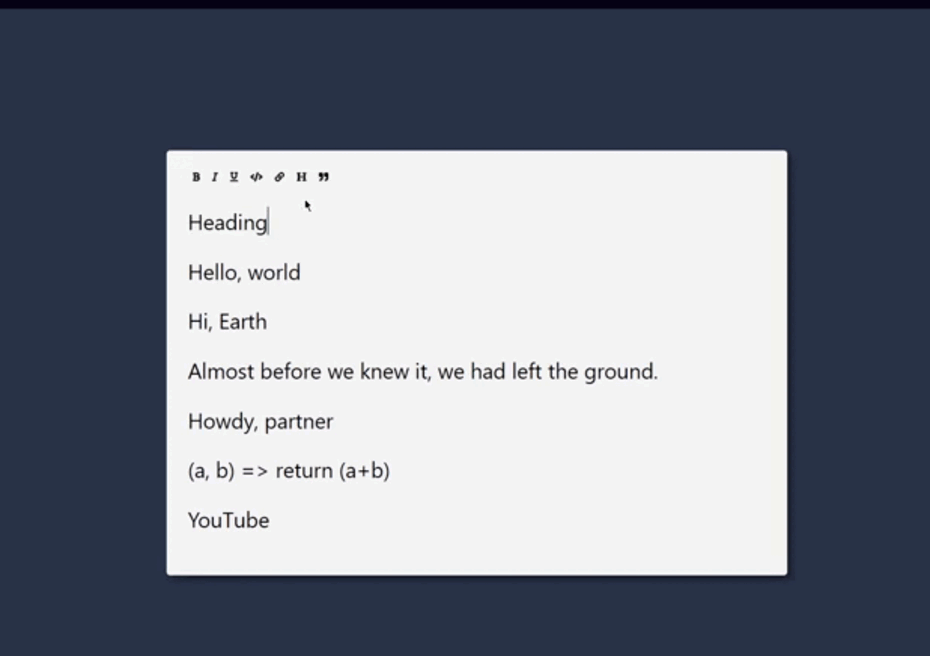 B I U </> H ”
Heading
Hello, world
Hi, Earth
Almost before we knew it, we had left the ground.
Howdy, partner
(a, b) => return (a+b)
YouTube